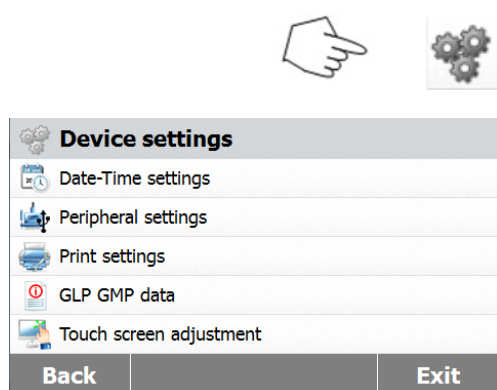 Device settings
Date-Time settings
Peripheral settings
Print settings
GLP GMP data
Touch screen adjustment
Back Exit